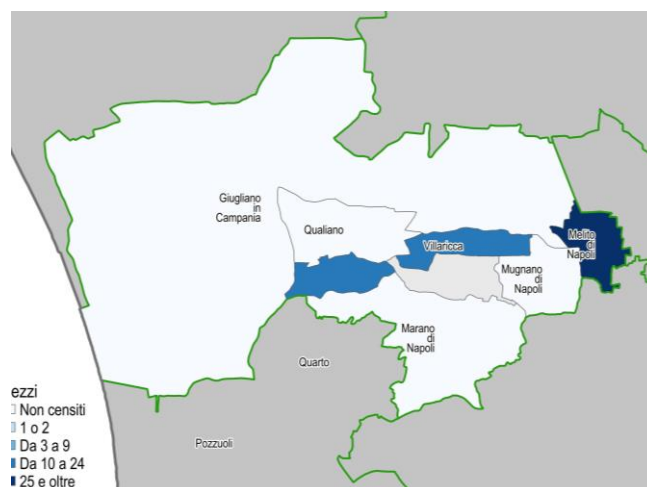 Giugliano
in
Campania
Qualiano
Villaricca
Melito
di
Napoli
Mugnano
di
Napoli
Marano
di
Napoli
Quarto
Pozzuoli
ezzi
Non censiti
1 o 2
Da 3 a 9
Da 10 a 24
25 e oltre